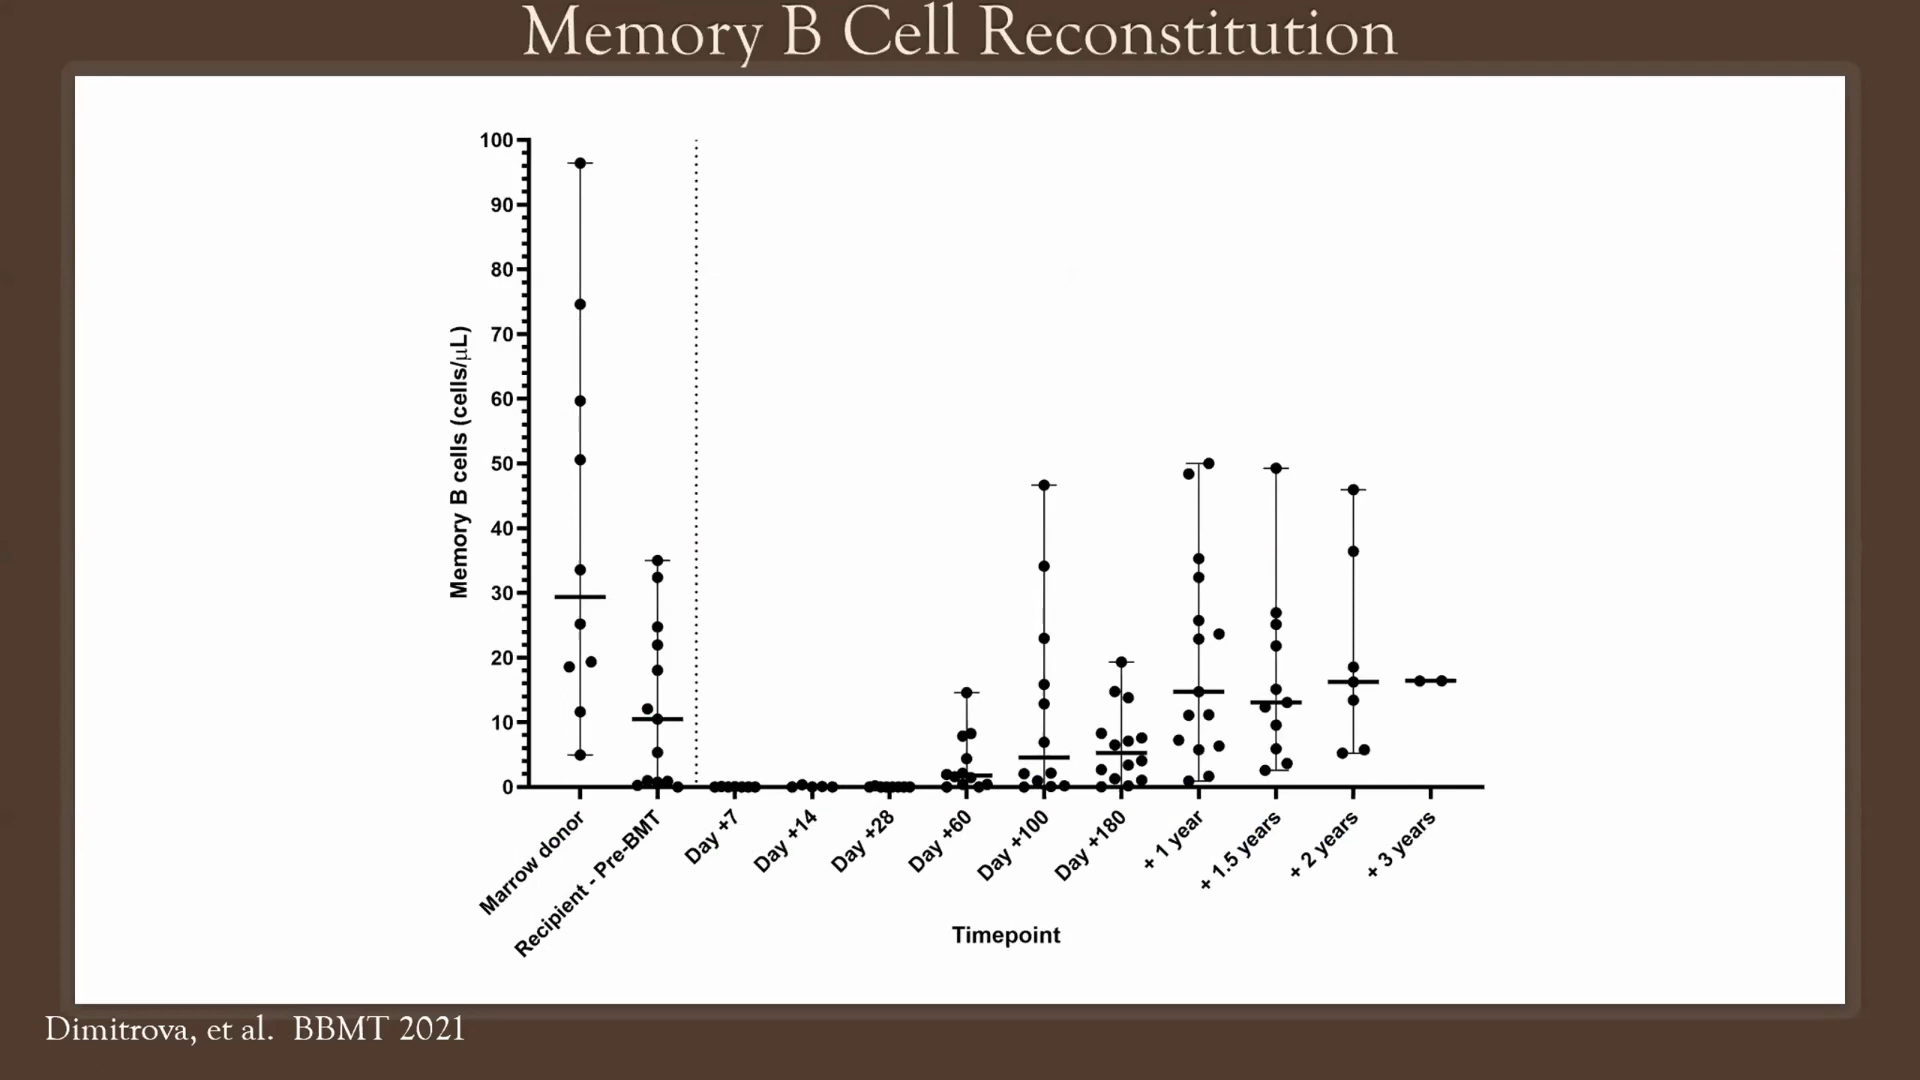 Memory B Cell Reconstitution
Memory B cells (cells/μL)
100
90
80
70
60
50
40
30
20
10
0
Marrow donor
Recipient - Pre-BMT
Day +7
Day +14
Day +28
Day +60
Day +100
Day +180
+ 1 year
+ 1.5 years
+ 2 years
+ 3 years
Timepoint
Dimitrova, et al. BBMT 2021